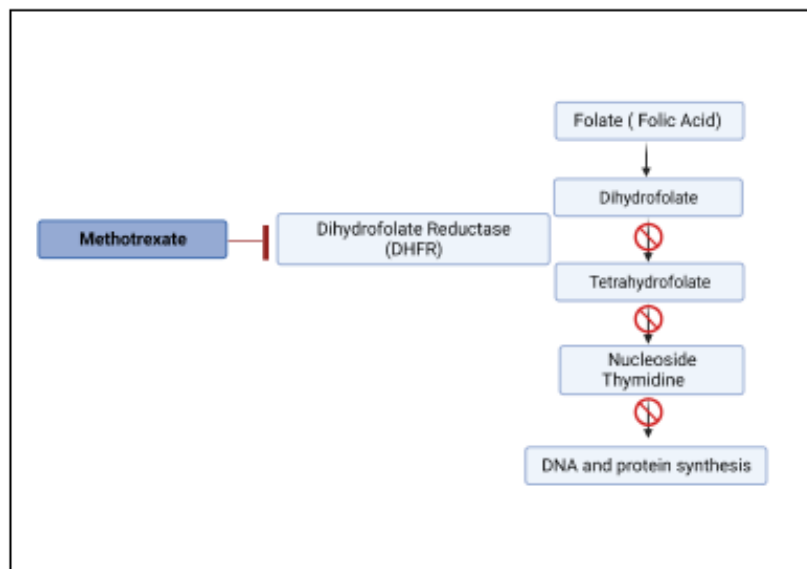 Folate ( Folic Acid)
Dihydrofolate
Methotrexate
Dihydrofolate Reductase
(DHFR)
Tetrahydrofolate
Nucleoside
Thymidine
DNA and protein synthesis